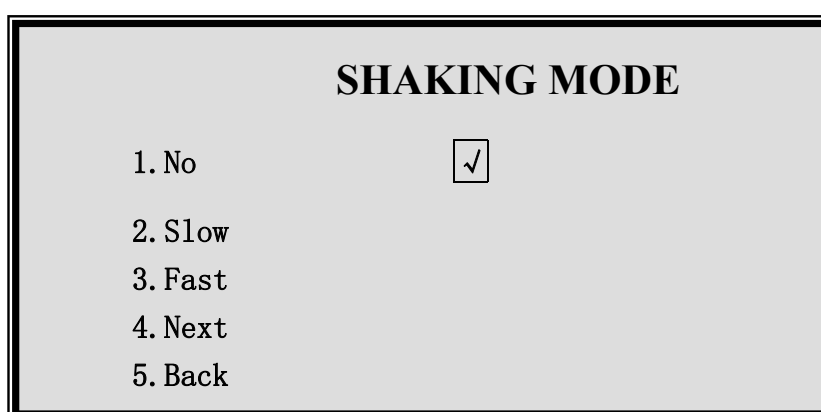 SHAKING MODE
1. No √
2. Slow
3. Fast
4. Next
5. Back